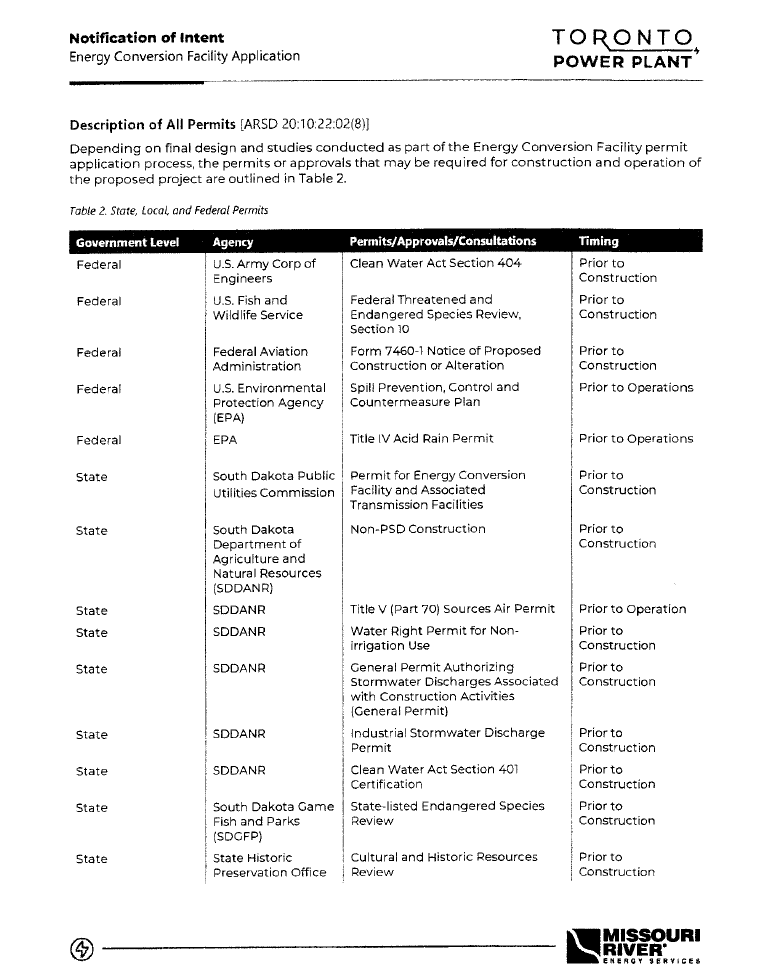 Notification of Intent
Energy Conversion Facility Application
TORONTO
POWER PLANT
Description of All Permits [ARSD 20:10:22:02(8)]
Depending on final design and studies conducted as part of the Energy Conversion Facility permit
application process, the permits or approvals that may be required for construction and operation of
the proposed project are outlined in Table 2.
Table 2. State, Local, and Federal Permits
Government Level Agency Permits/Approvals/Consultations Timing
Federal U.S. Army Corp of Clean Water Act Section 404 Prior to
Engineers Construction
Federal U.S. Fish and Federal Threatened and Prior to
Wildlife Service Endangered Species Review, Construction
Section 10
Federal Federal Aviation Form 7460-1 Notice of Proposed Prior to
Administration Construction or Alteration Construction
Federal U.S. Environmental Spill Prevention, Control and Prior to Operations
Protection Agency Countermeasure Plan
(EPA)
Federal EPA Title IV Acid Rain Permit Prior to Operations
State South Dakota Public Permit for Energy Conversion Prior to
Utilities Commission Facility and Associated Construction
Transmission Facilities
State South Dakota Non-PSD Construction Prior to
Department of Construction
Agriculture and
Natural Resources
(SDDANR)
State SDDANR Title V (Part 70) Sources Air Permit Prior to Operation
State SDDANR Water Right Permit for Non- Prior to
irrigation Use Construction
State SDDANR General Permit Authorizing Prior to
Stormwater Discharges Associated Construction
with Construction Activities
(General Permit)
State SDDANR Industrial Stormwater Discharge Prior to
Permit Construction
State SDDANR Clean Water Act Section 401 Prior to
Certification Construction
State South Dakota Game State-listed Endangered Species Prior to
Fish and Parks Review Construction
(SDGFP)
State State Historic Cultural and Historic Resources Prior to
Preservation Office Review Construction
MISSOURI
RIVER
ENERGY SERVICES